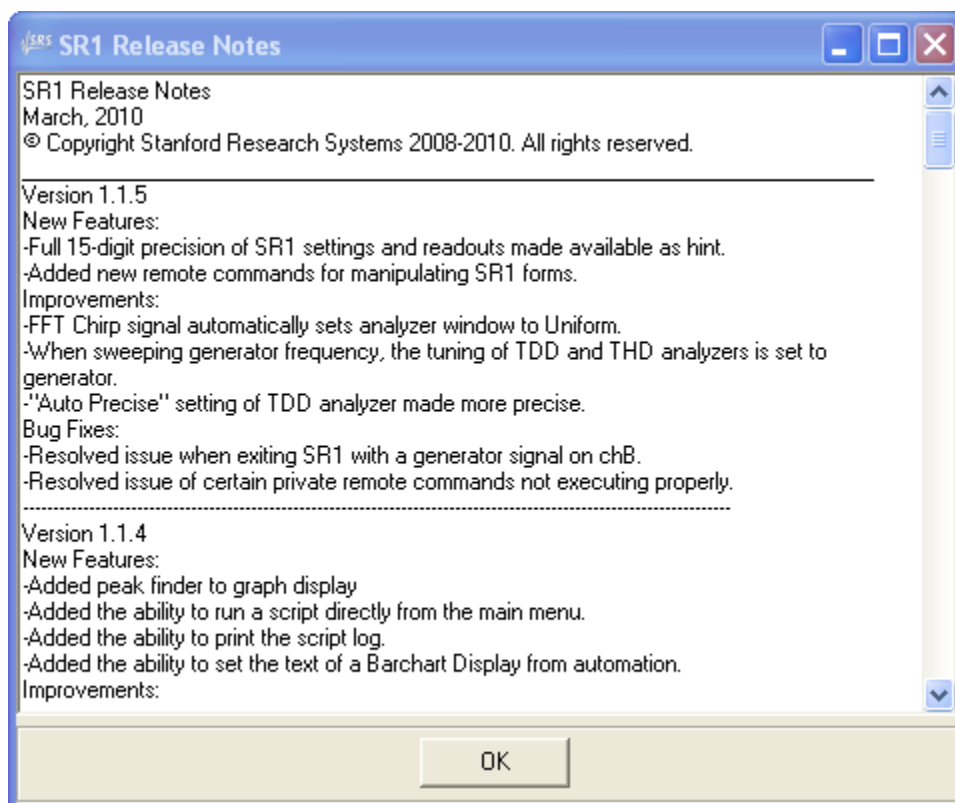 SRS SR1 Release Notes
SR1 Release Notes
March, 2010
© Copyright Stanford Research Systems 2008-2010. All rights reserved.
Version 1.1.5
New Features:
-Full 15-digit precision of SR1 settings and readouts made available as hint.
-Added new remote commands for manipulating SR1 forms.
Improvements:
-FFT Chirp signal automatically sets analyzer window to Uniform.
-When sweeping generator frequency, the tuning of TDD and THD analyzers is set to
generator.
-"Auto Precise" setting of TDD analyzer made more precise.
Bug Fixes:
-Resolved issue when exiting SR1 with a generator signal on chB.
-Resolved issue of certain private remote commands not executing properly.
Version 1.1.4
New Features:
-Added peak finder to graph display
-Added the ability to run a script directly from the main menu.
-Added the ability to print the script log.
-Added the ability to set the text of a Barchart Display from automation.
Improvements:
OK